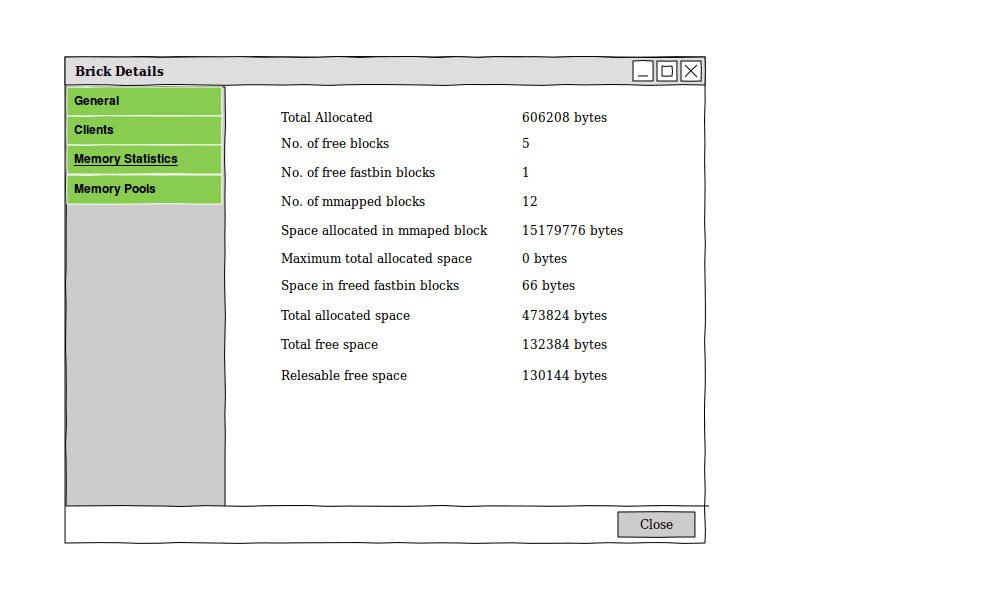 Brick Details
General
Clients
Memory Statistics
Memory Pools
Total Allocated 606208 bytes
No. of free blocks 5
No. of free fastbin blocks 1
No. of mmapped blocks 12
Space allocated in mmaped block 15179776 bytes
Maximum total allocated space 0 bytes
Space in freed fastbin blocks 66 bytes
Total allocated space 473824 bytes
Total free space 132384 bytes
Relesable free space 130144 bytes
Close